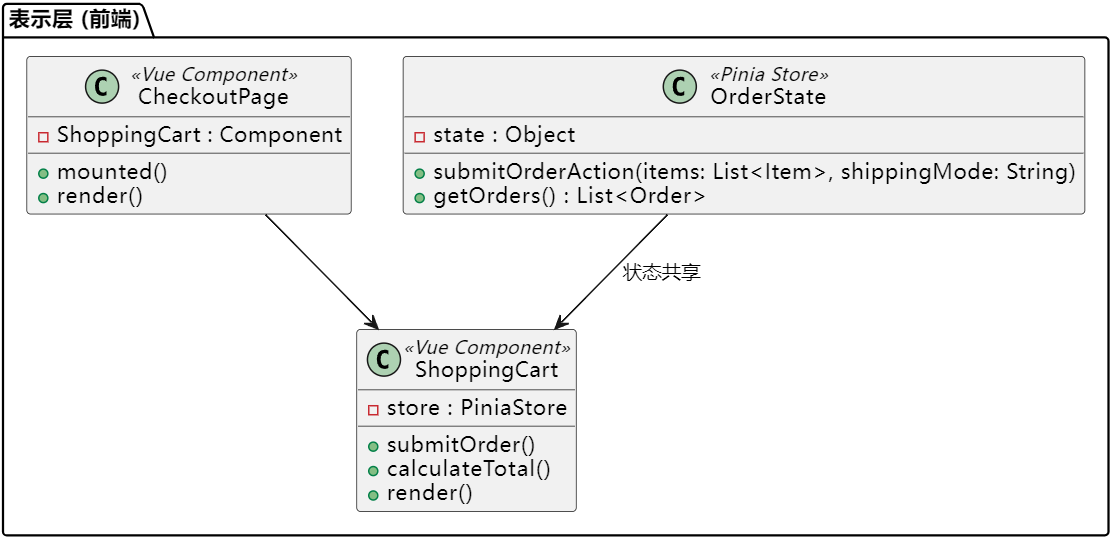 表示层 (前端)
C
«Vue Component»
CheckoutPage
ShoppingCart : Component
mounted()
render()
C
«Pinia Store»
OrderState
state : Object
submitOrderAction(items: List<Item>, shippingMode: String)
getOrders() : List<Order>
状态共享
C
«Vue Component»
ShoppingCart
store : PiniaStore
submitOrder()
calculateTotal()
render()